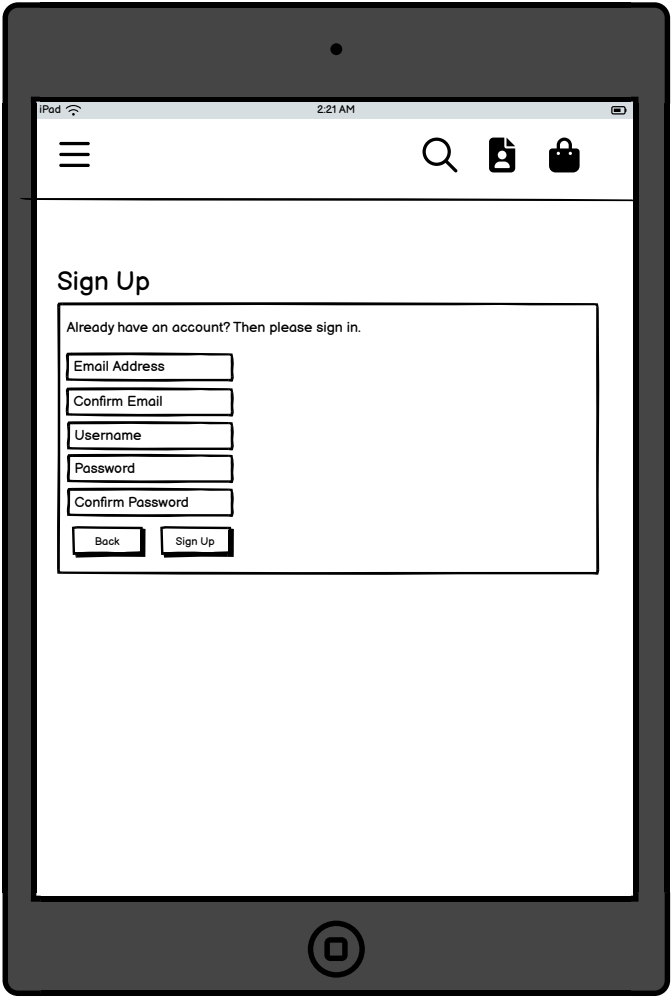 iPad 2:21 AM
Sign Up
Already have an account? Then please sign in.
Email Address
Confirm Email
Username
Password
Confirm Password
Back Sign Up